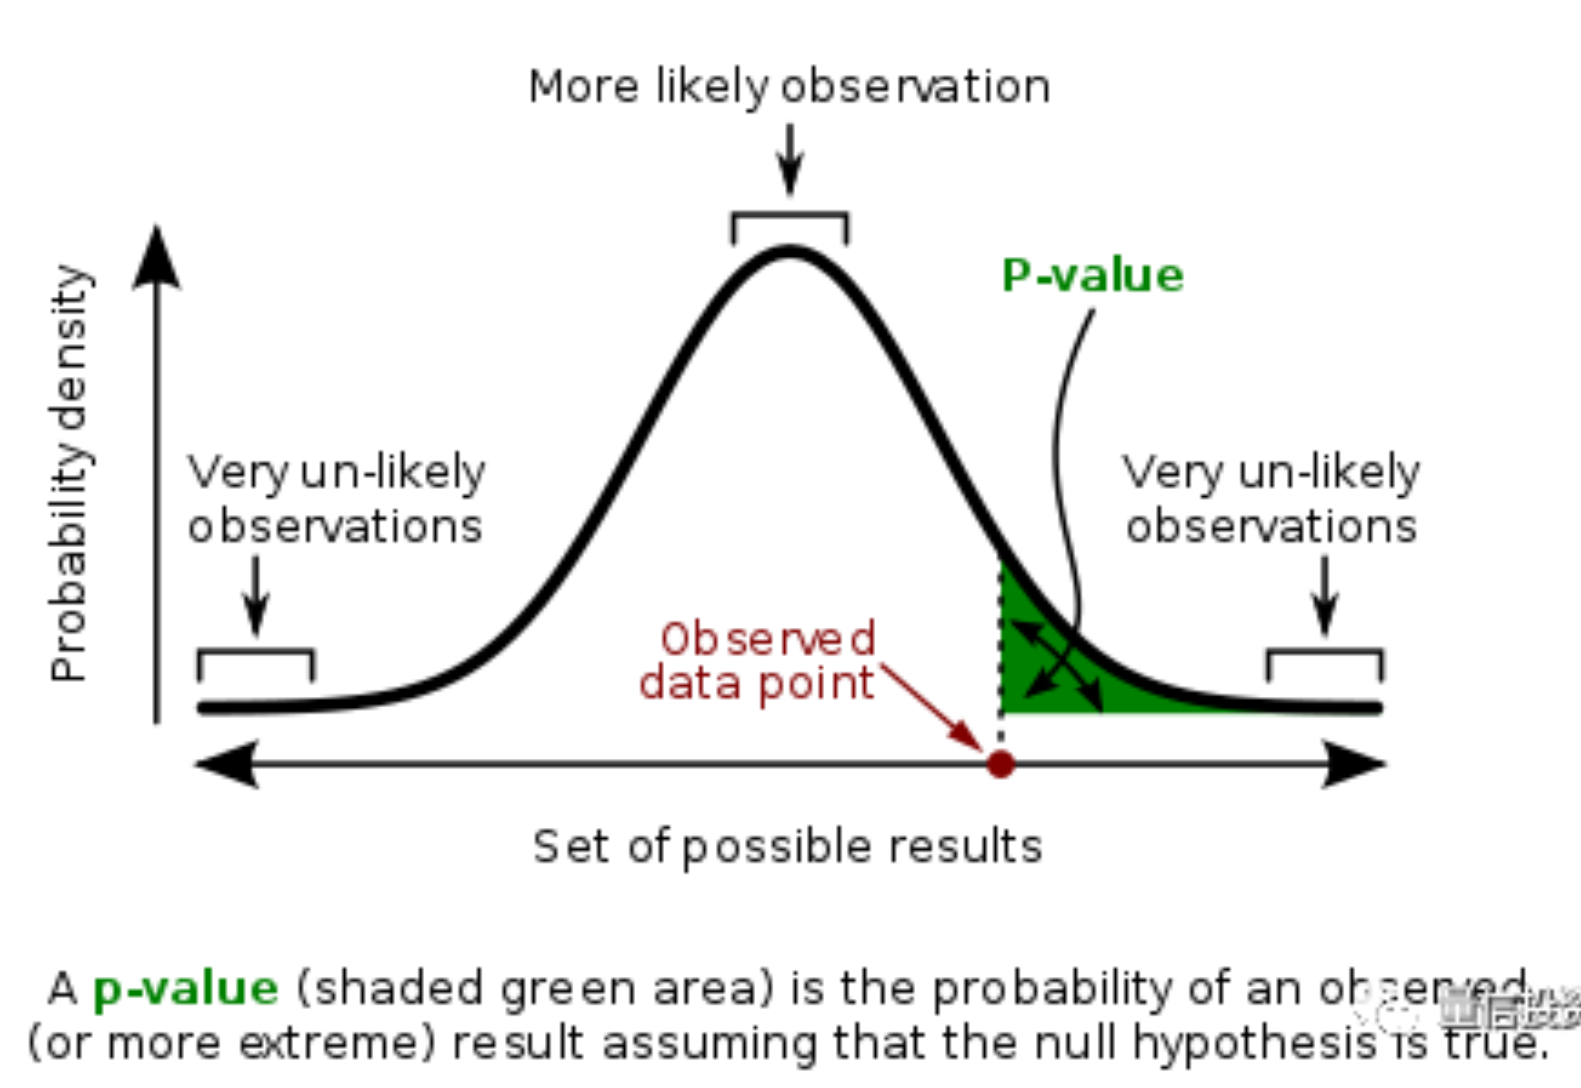 More likely observation
P-value
Probability density
Very un-likely
observations
Very un-likely
observations
Observed
data point
Set of possible results
A p-value (shaded green area) is the probability of an observed
(or more extreme) result assuming that the null hypothesis is true.